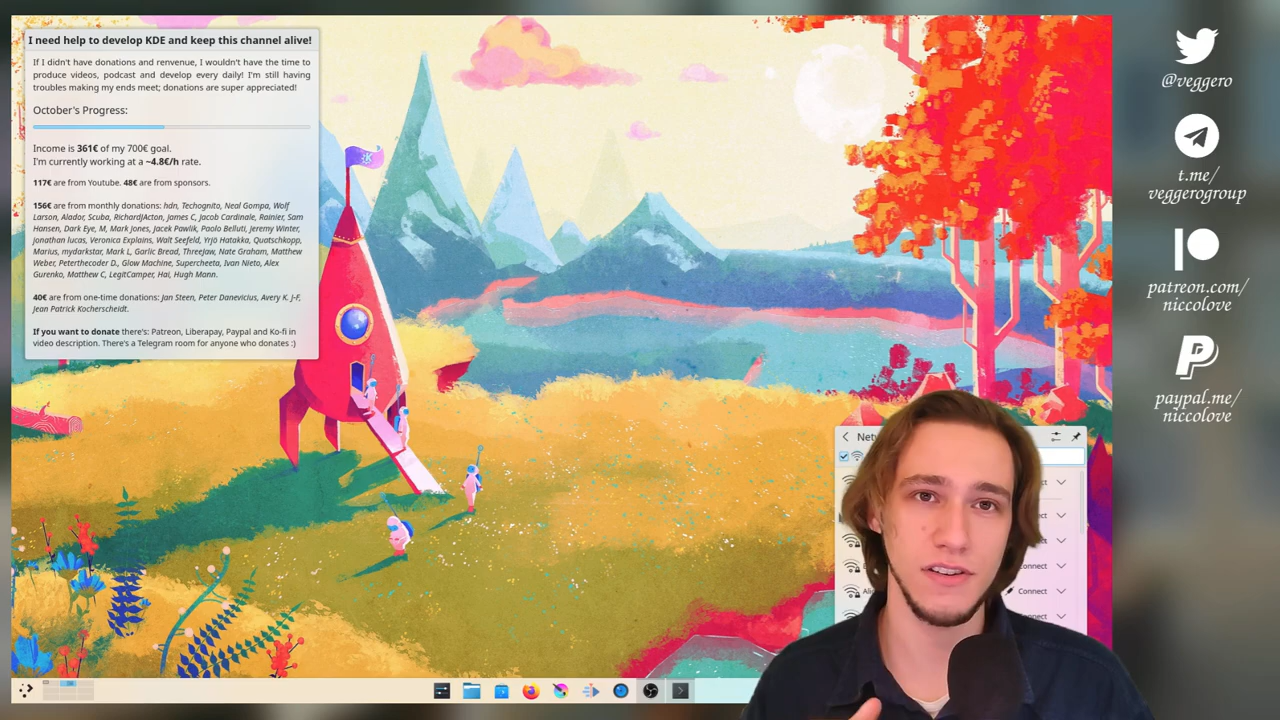 I need help to develop KDE and keep this channel alive!
If I didn't have donations and renvenue, I wouldn't have the time to
produce videos, podcast and develop every daily! I'm still having
troubles making my ends meet; donations are super appreciated!
October's Progress:
Income is 361€ of my 700€ goal.
I'm currently working at a ~4.8€/h rate.
117€ are from Youtube. 48€ are from sponsors.
156€ are from monthly donations: hdn, Techognito, Neal Gompa, Wolf
Larson, Alador, Scuba, RichardJActon, James C, Jacob Cardinale, Rainier, Sam
Hansen, Dark Eye, M, Mark Jones, Jacek Pawlik, Paolo Belluti, Jeremy Winter,
Jonathan lucas, Veronica Explains, Walt Seefeld, Yrjö Hatakka, Quatschkopp,
Marius, mydarkstar, Mark L, Garlic Bread, ThreeJaw, Nate Graham, Matthew
Weber, Peterthecoder D., Glow Machine, Supercheeta, Ivan Nieto, Alex
Gurenko, Matthew C, LegitCamper, Hai, Hugh Mann.
40€ are from one-time donations: Jan Steen, Peter Danevicius, Avery K. J-F,
Jean Patrick Kocherscheidt.
If you want to donate there's: Patreon, Liberapay, Paypal and Ko-fi in
video description. There's a Telegram room for anyone who donates :)
@veggero
t.me/
veggerogroup
patreon.com/
niccolove
paypal.me/
niccolove
Connect